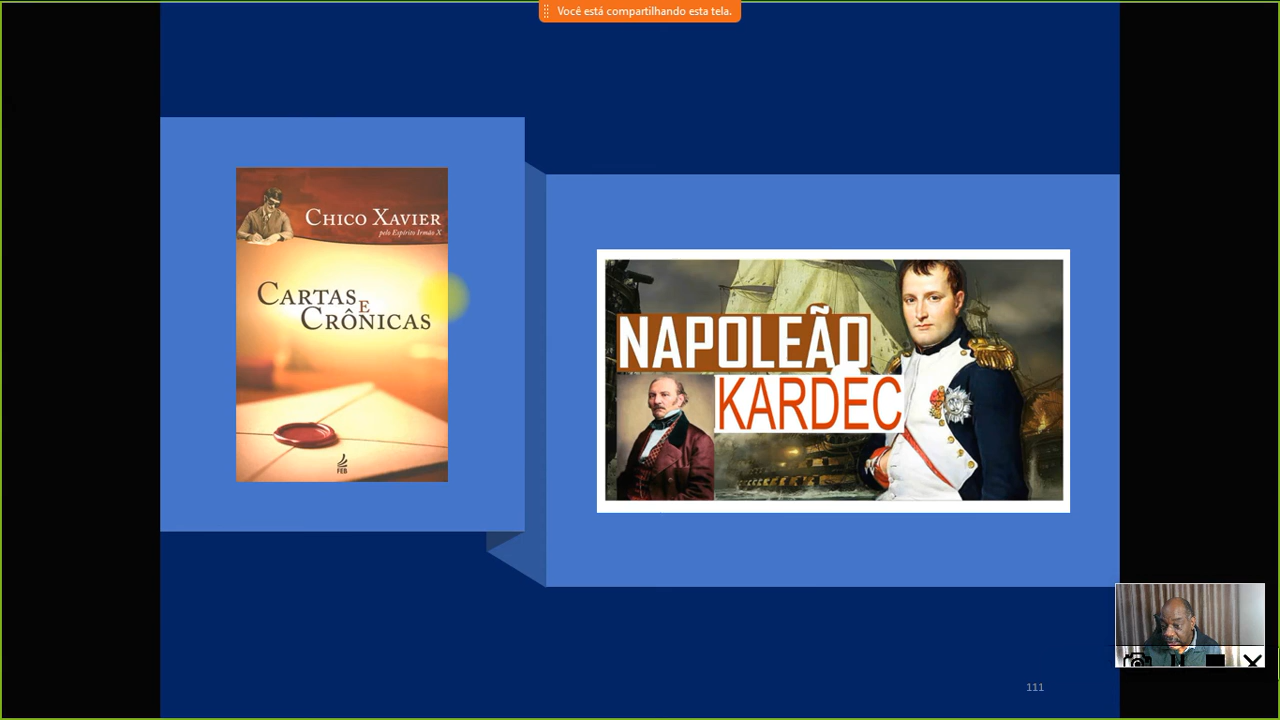 Você está compartilhando esta tela.
CHICO XAVIER
pelo Espírito Irmão X
CARTAS
E
CRÔNICAS
FEB
NAPOLEÃO
KARDEC
111